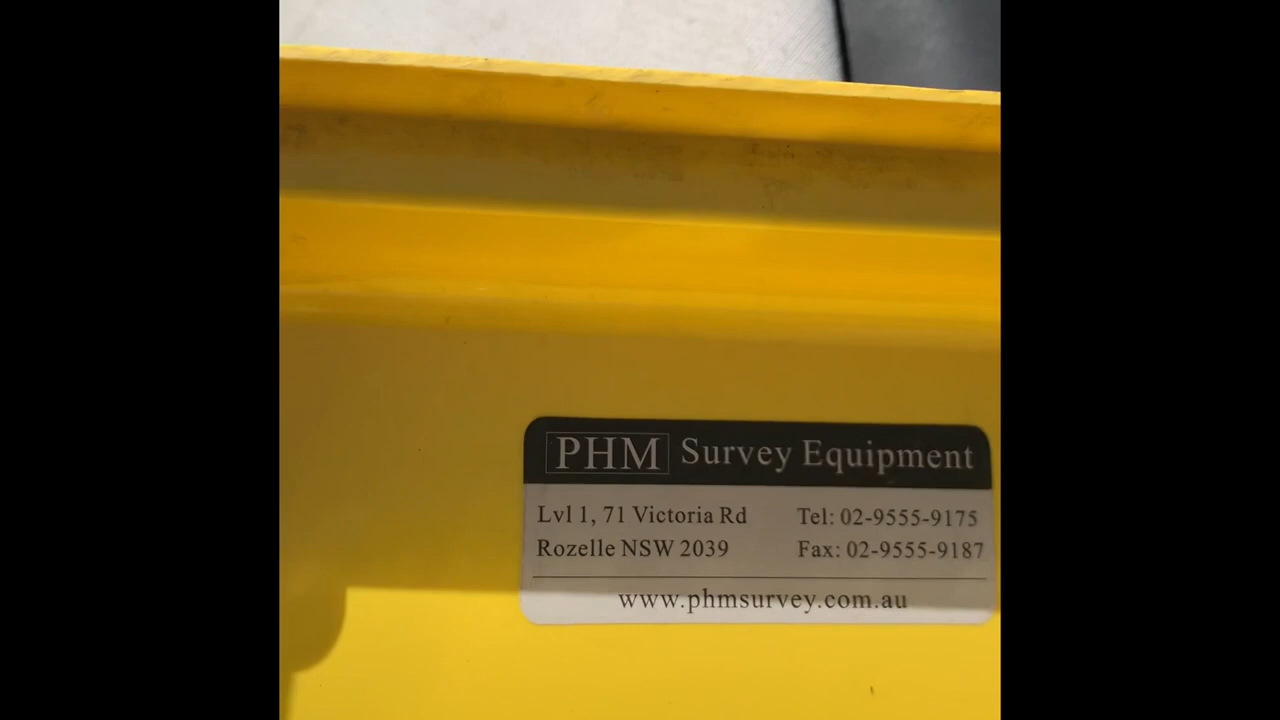 PHM Survey Equipment
Lvl 1, 71 Victoria Rd Tel: 02-9555-9175
Rozelle NSW 2039 Fax: 02-9555-9187
www.phmsurvey.com.au